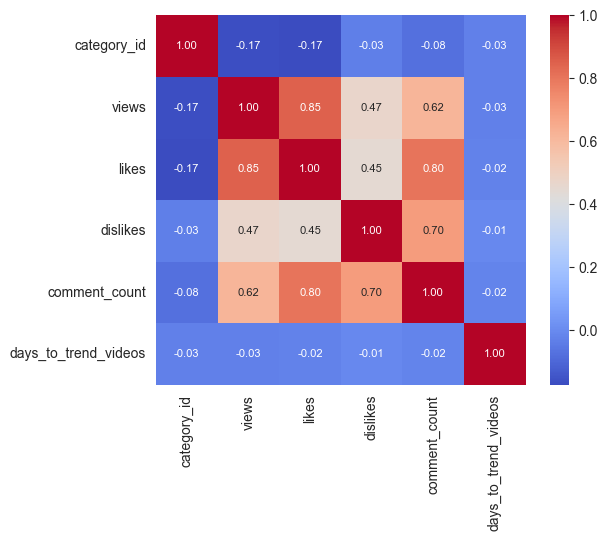 category_id 1.00 -0.17 -0.17 -0.03 -0.08 -0.03
views -0.17 1.00 0.85 0.47 0.62 -0.03
likes -0.17 0.85 1.00 0.45 0.80 -0.02
dislikes -0.03 0.47 0.45 1.00 0.70 -0.01
comment_count -0.08 0.62 0.80 0.70 1.00 -0.02
days_to_trend_videos -0.03 -0.03 -0.02 -0.01 -0.02 1.00
category_id
views
likes
dislikes
comment_count
days_to_trend_videos
1.0
0.8
0.6
0.4
0.2
0.0